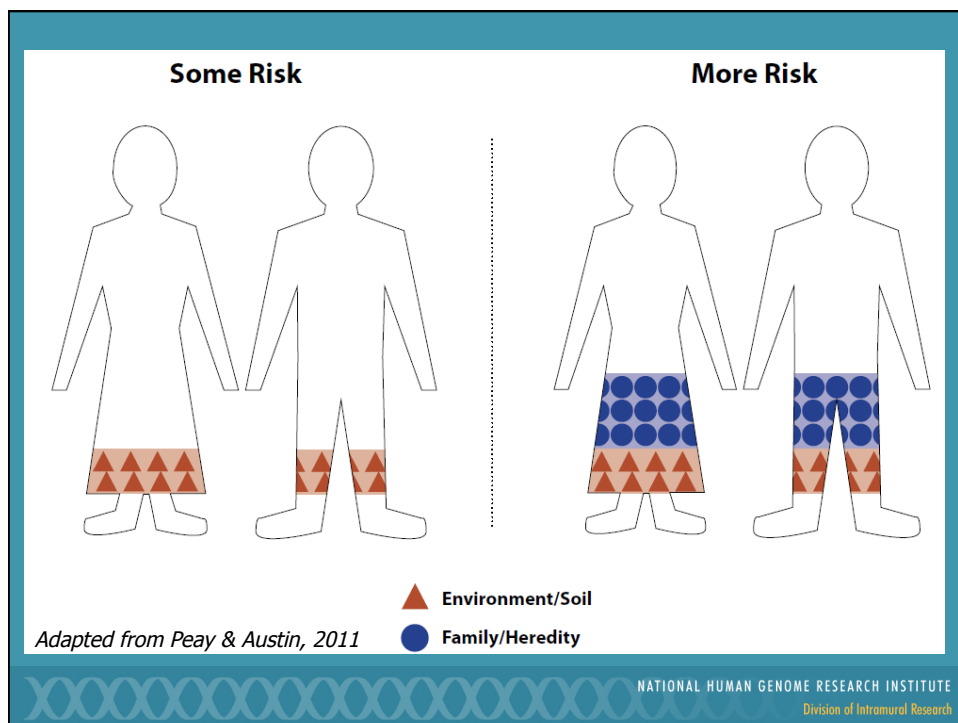 Some Risk
More Risk
Environment/Soil
Family/Heredity
Adapted from Peay & Austin, 2011
NATIONAL HUMAN GENOME RESEARCH INSTITUTE
Division of Intramural Research